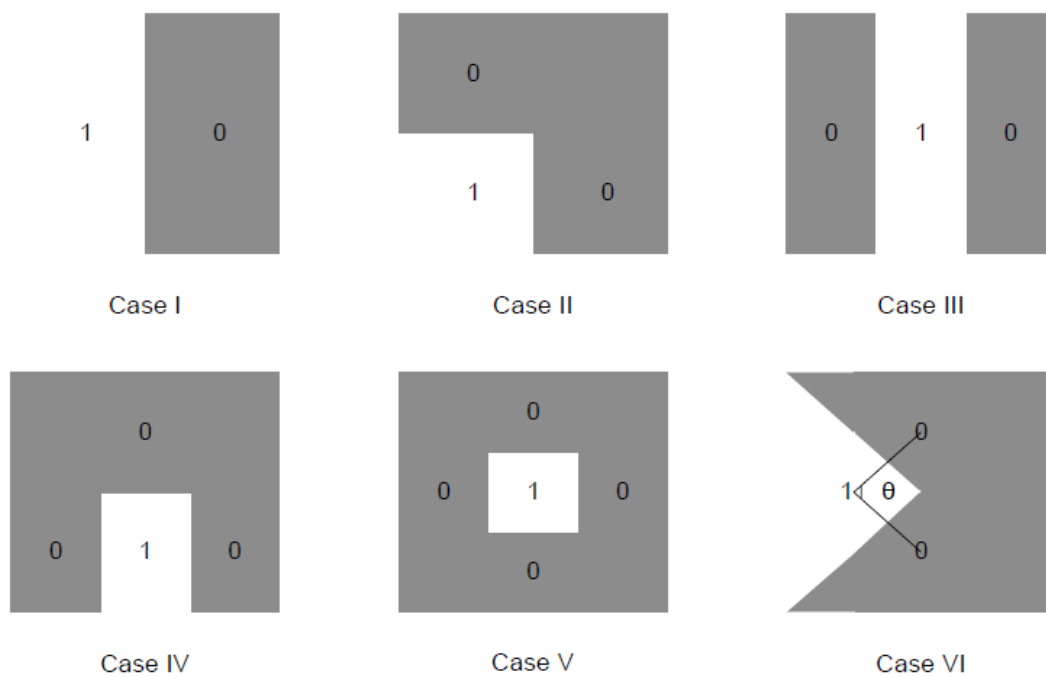 0
1 0 0 1 0
1 0
Case I Case II Case III
0 0 0
0 1 0 0 1 0 1 θ
0 0
Case IV Case V Case VI